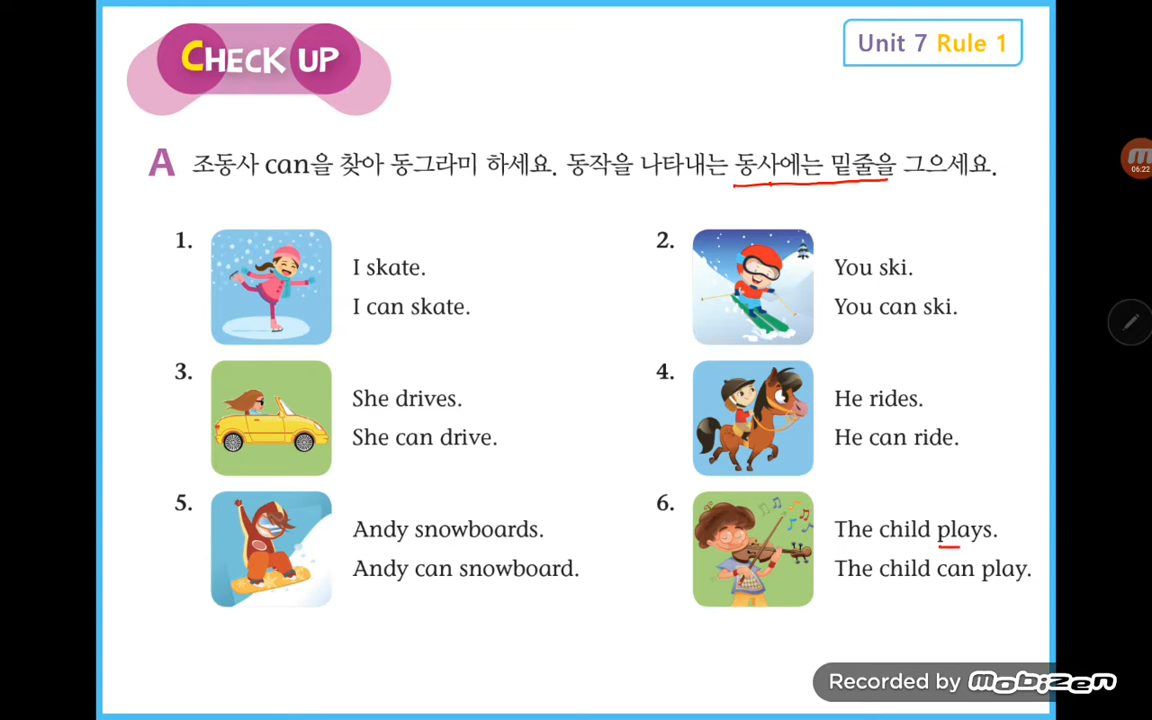 CHECK UP
Unit 7 Rule 1
A 조동사 can을 찾아 동그라미 하세요. 동작을 나타내는 동사에는 밑줄을 그으세요.
1.
I skate.
I can skate.
2.
You ski.
You can ski.
3.
She drives.
She can drive.
4.
He rides.
He can ride.
5.
Andy snowboards.
Andy can snowboard.
6.
The child plays.
The child can play.
06:22
Recorded by mobizen